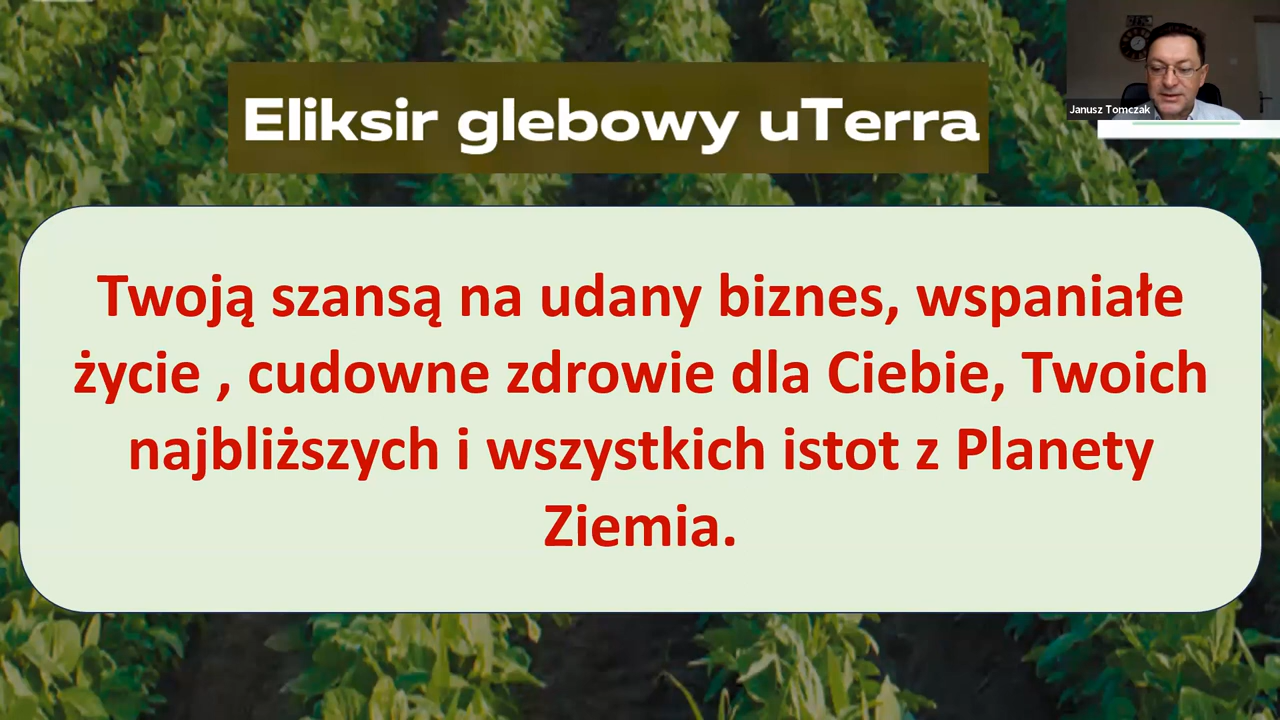 Eliksir glebowy uTerra
Janusz Tomczak
Twoją szansą na udany biznes, wspaniałe
życie , cudowne zdrowie dla Ciebie, Twoich
najbliższych i wszystkich istot z Planety
Ziemia.